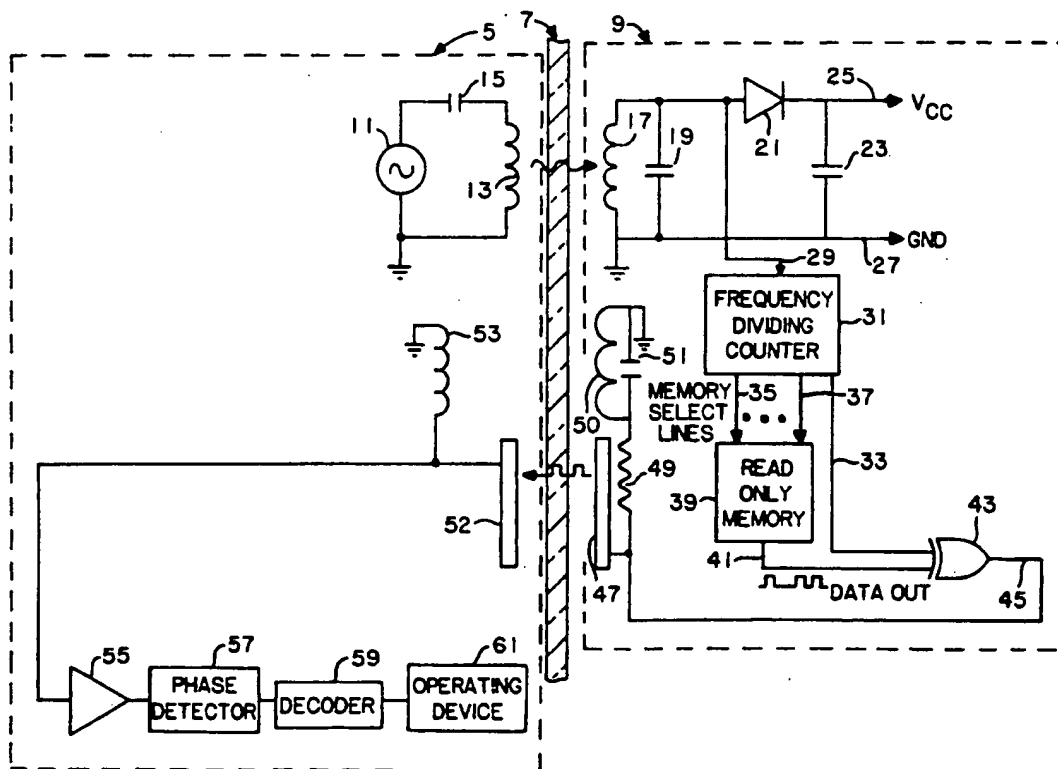 5
7
9
15
11
13
17
19
21
25
VCC
23
GND
29
27
FREQUENCY
DIVIDING
COUNTER
31
53
51
50
MEMORY
SELECT
LINES
35
37
33
49
39
READ
ONLY
MEMORY
52
43
41
DATA OUT
45
47
55
57
PHASE
DETECTOR
59
DECODER
61
OPERATING
DEVICE